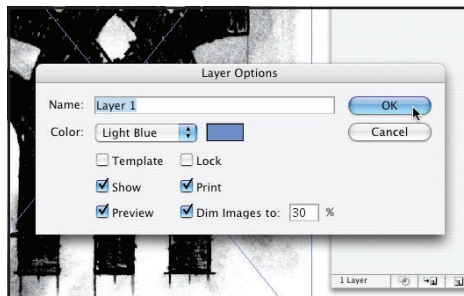 Layer Options
Name: Layer 1 OK
Color: Light Blue Cancel
Template Lock
Show Print
Preview Dim Images to: 30 %
1 Layer